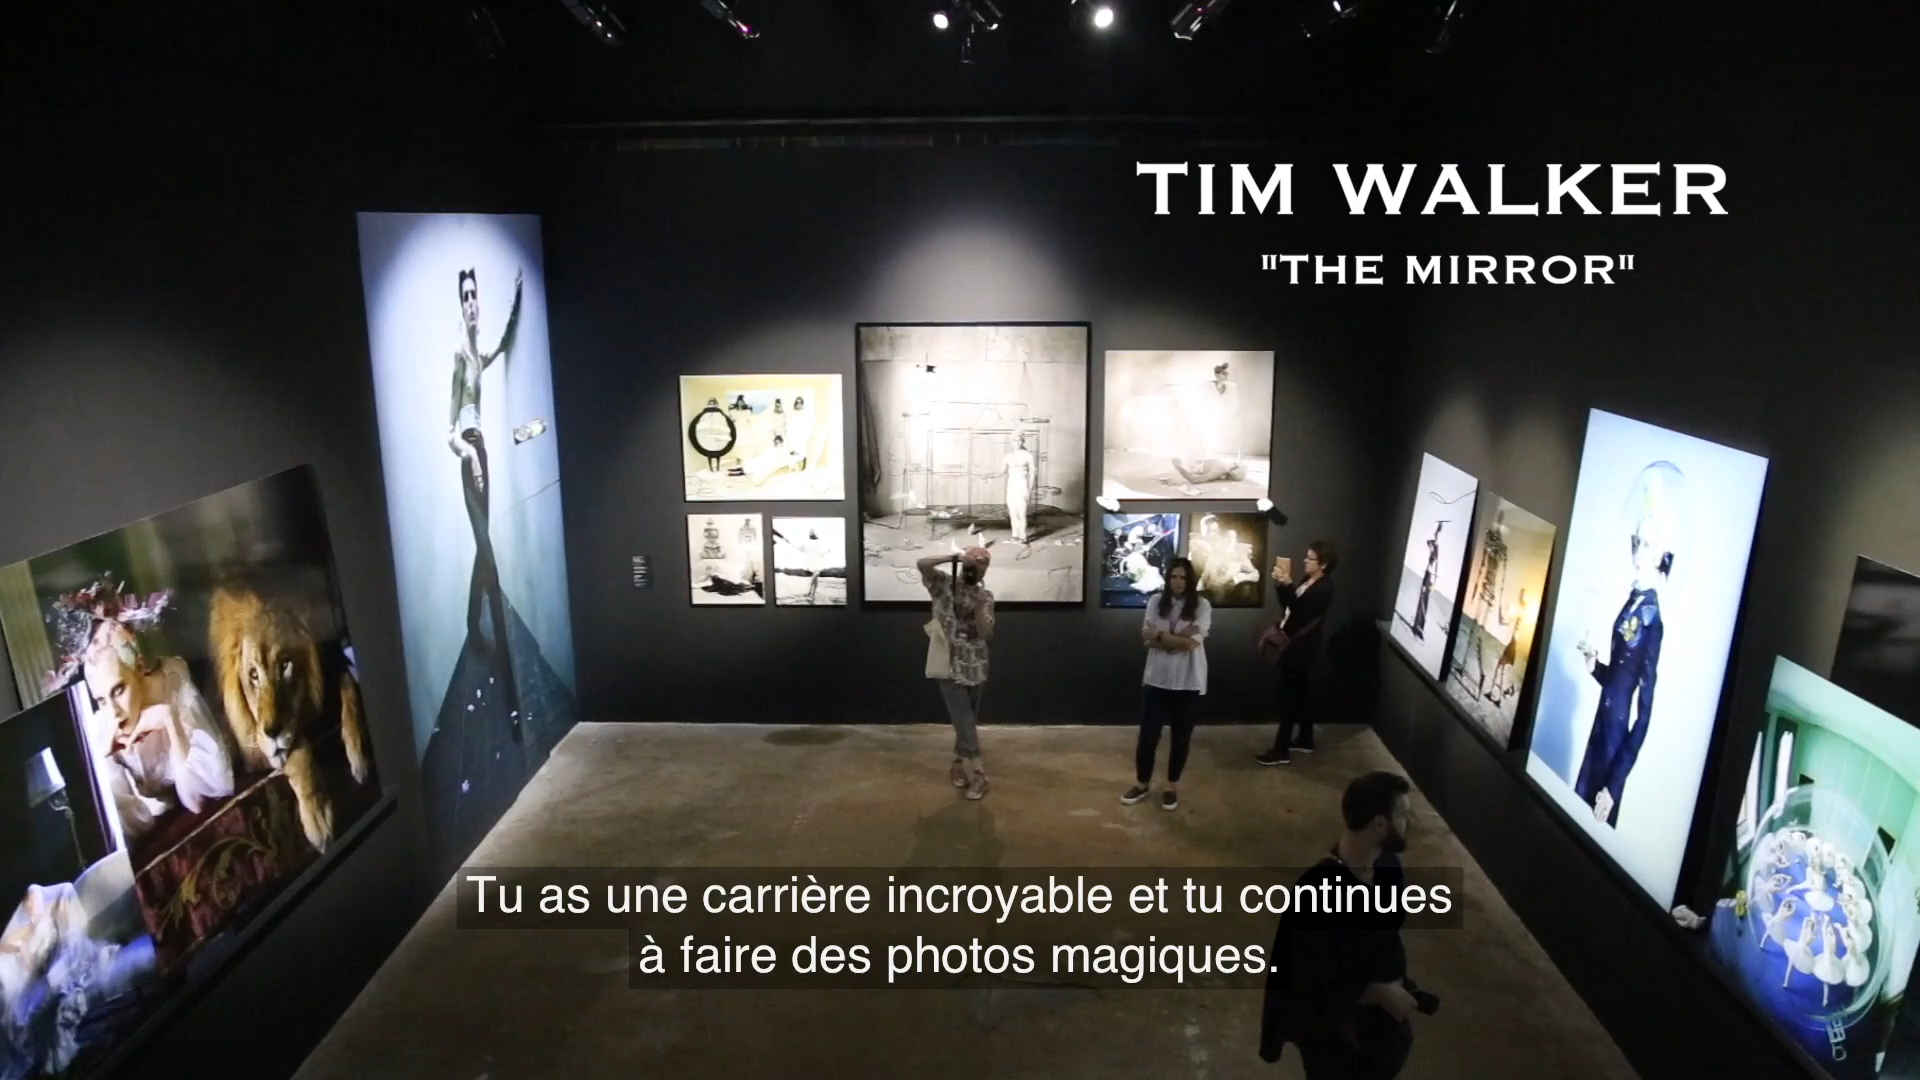 TIM WALKER
"THE MIRROR"
Tu as une carrière incroyable et tu continues
à faire des photos magiques.